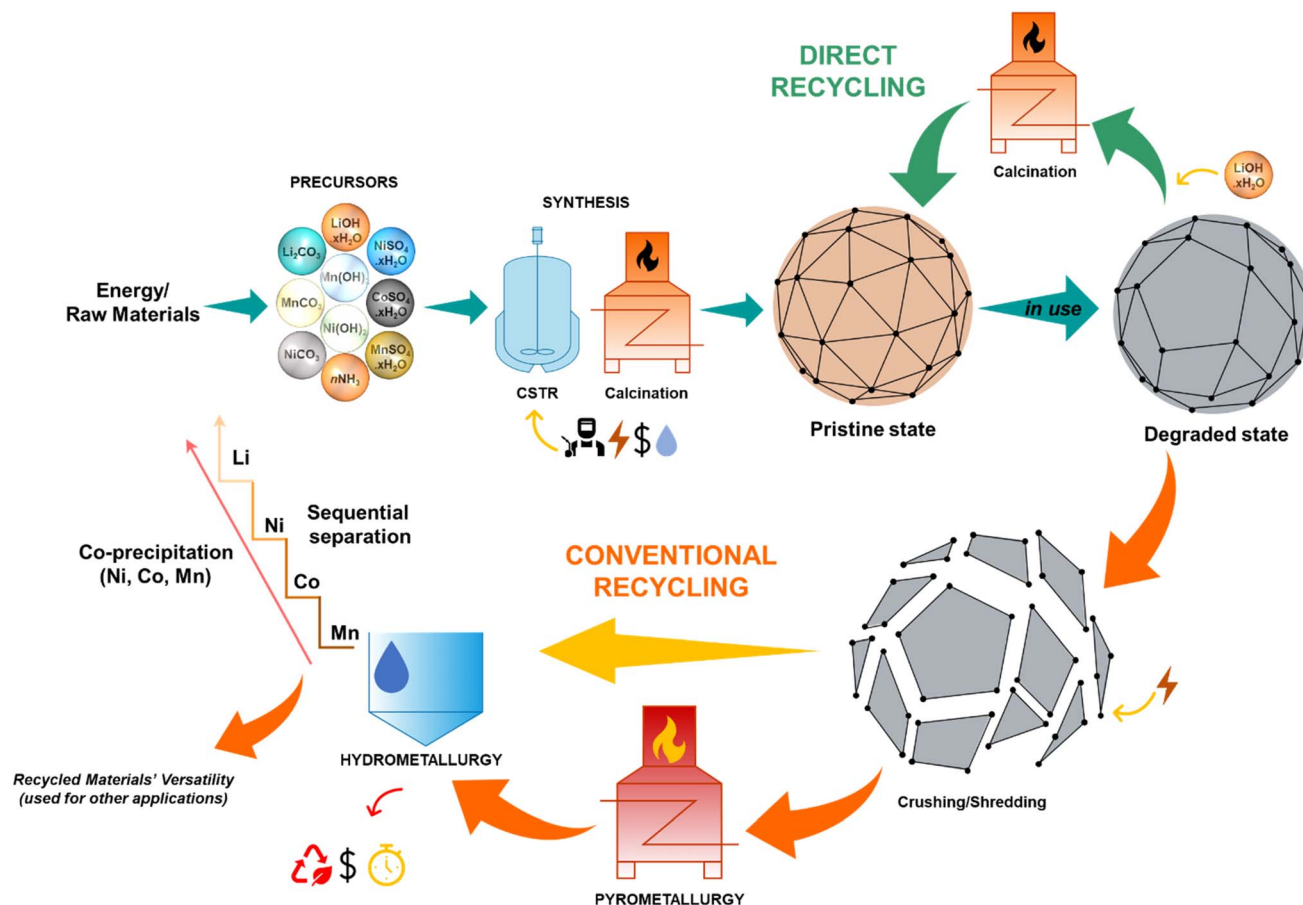 DIRECT
RECYCLING
Calcination
LiOH
.xH₂O
PRECURSORS
LiOH
.xH₂O
Li₂CO₃
NiSO₄
.xH₂O
Mn(OH)₂
MnCO₃
CoSO₄
.xH₂O
Ni(OH)₂
NiCO₃
MnSO₄
.xH₂O
nNH₃
Energy/
Raw Materials
SYNTHESIS
CSTR
Calcination
$
Pristine state
in use
Degraded state
Li
Ni
Co
Mn
Sequential
separation
Co-precipitation
(Ni, Co, Mn)
CONVENTIONAL
RECYCLING
Crushing/Shredding
HYDROMETALLURGY
$
PYROMETALLURGY
Recycled Materials' Versatility
(used for other applications)